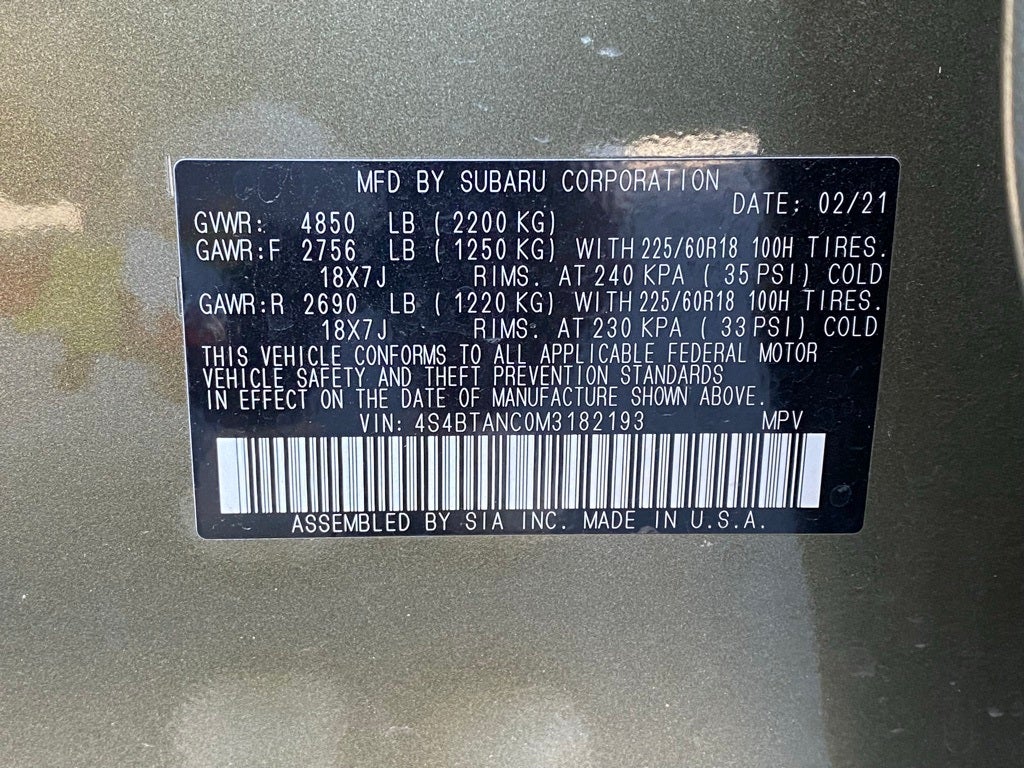 MFD BY SUBARU CORPORATION
DATE: 02/21
GVWR: 4850 LB ( 2200 KG)
GAWR:F 2756 LB ( 1250 KG) WITH 225/60R18 100H TIRES.
18X7J RIMS. AT 240 KPA ( 35 PSI) COLD
GAWR:R 2690 LB ( 1220 KG) WITH 225/60R18 100H TIRES.
18X7J RIMS. AT 230 KPA ( 33 PSI) COLD
THIS VEHICLE CONFORMS TO ALL APPLICABLE FEDERAL MOTOR
VEHICLE SAFETY AND THEFT PREVENTION STANDARDS
IN EFFECT ON THE DATE OF MANUFACTURE SHOWN ABOVE.
VIN: 4S4BTANC0M3182193 MPV
ASSEMBLED BY SIA INC. MADE IN U.S.A.